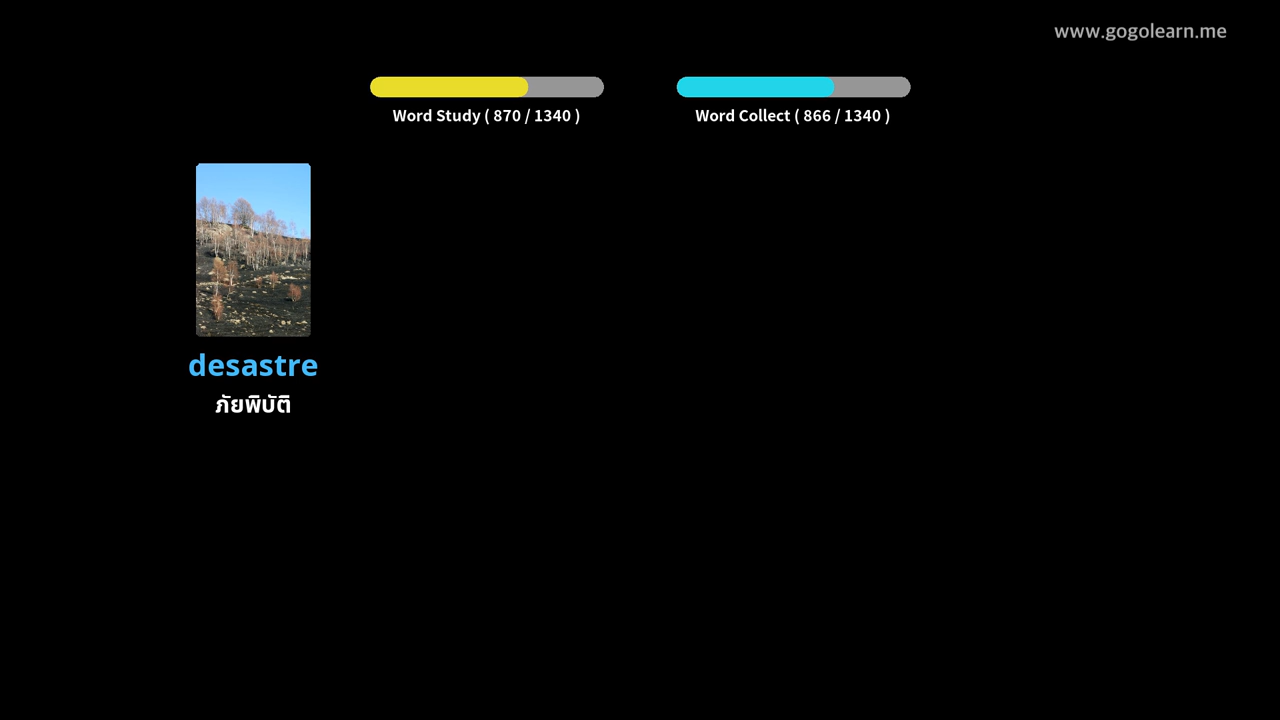 www.gogolearn.me
Word Study ( 870 / 1340 )
Word Collect ( 866 / 1340 )
desastre
ภัยพิบัติ